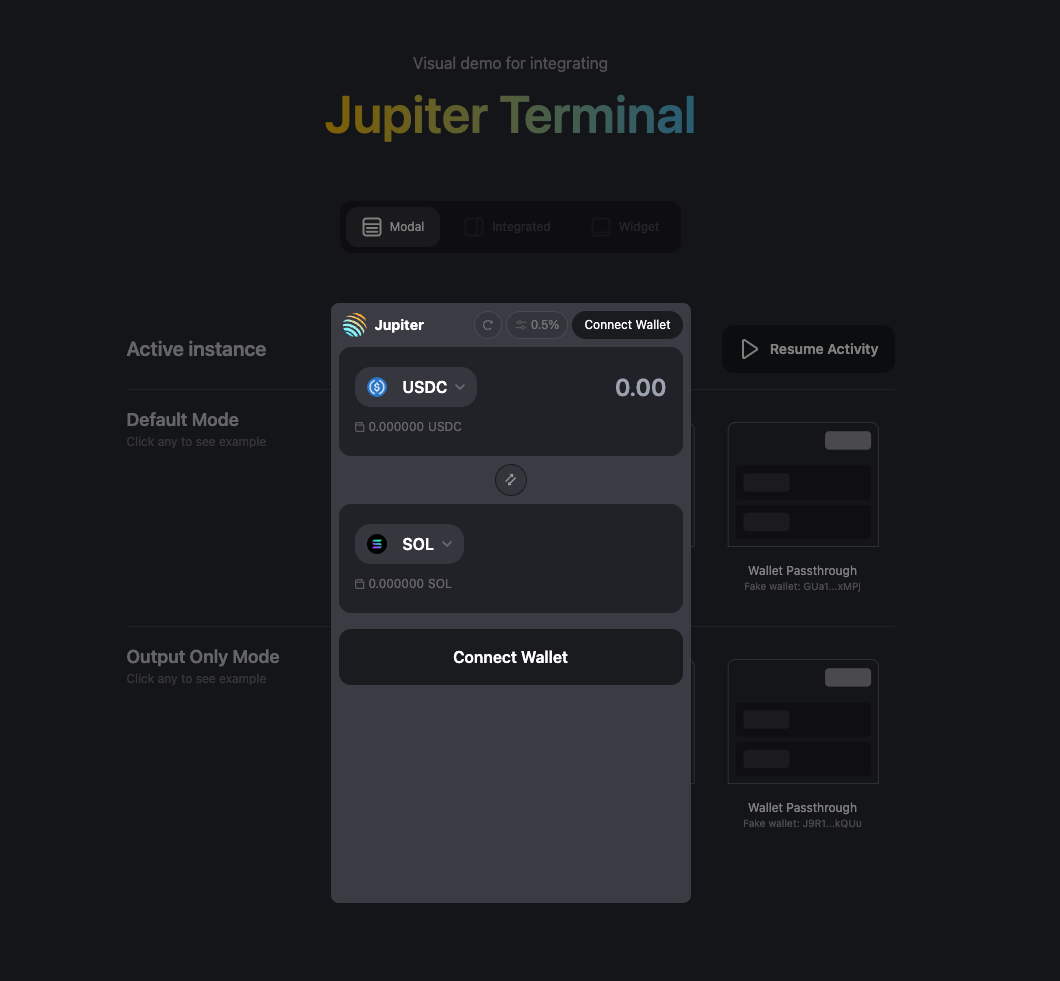 Visual demo for integrating
Jupiter Terminal
Modal
Integrated
Widget
Jupiter
0.5%
Connect Wallet
Active instance
Resume Activity
USDC
0.00
0.000000 USDC
Default Mode
Click any to see example
SOL
0.000000 SOL
Wallet Passthrough
Fake wallet: GUa1...xMPj
Connect Wallet
Output Only Mode
Click any to see example
Wallet Passthrough
Fake wallet: J9R1...kQUu